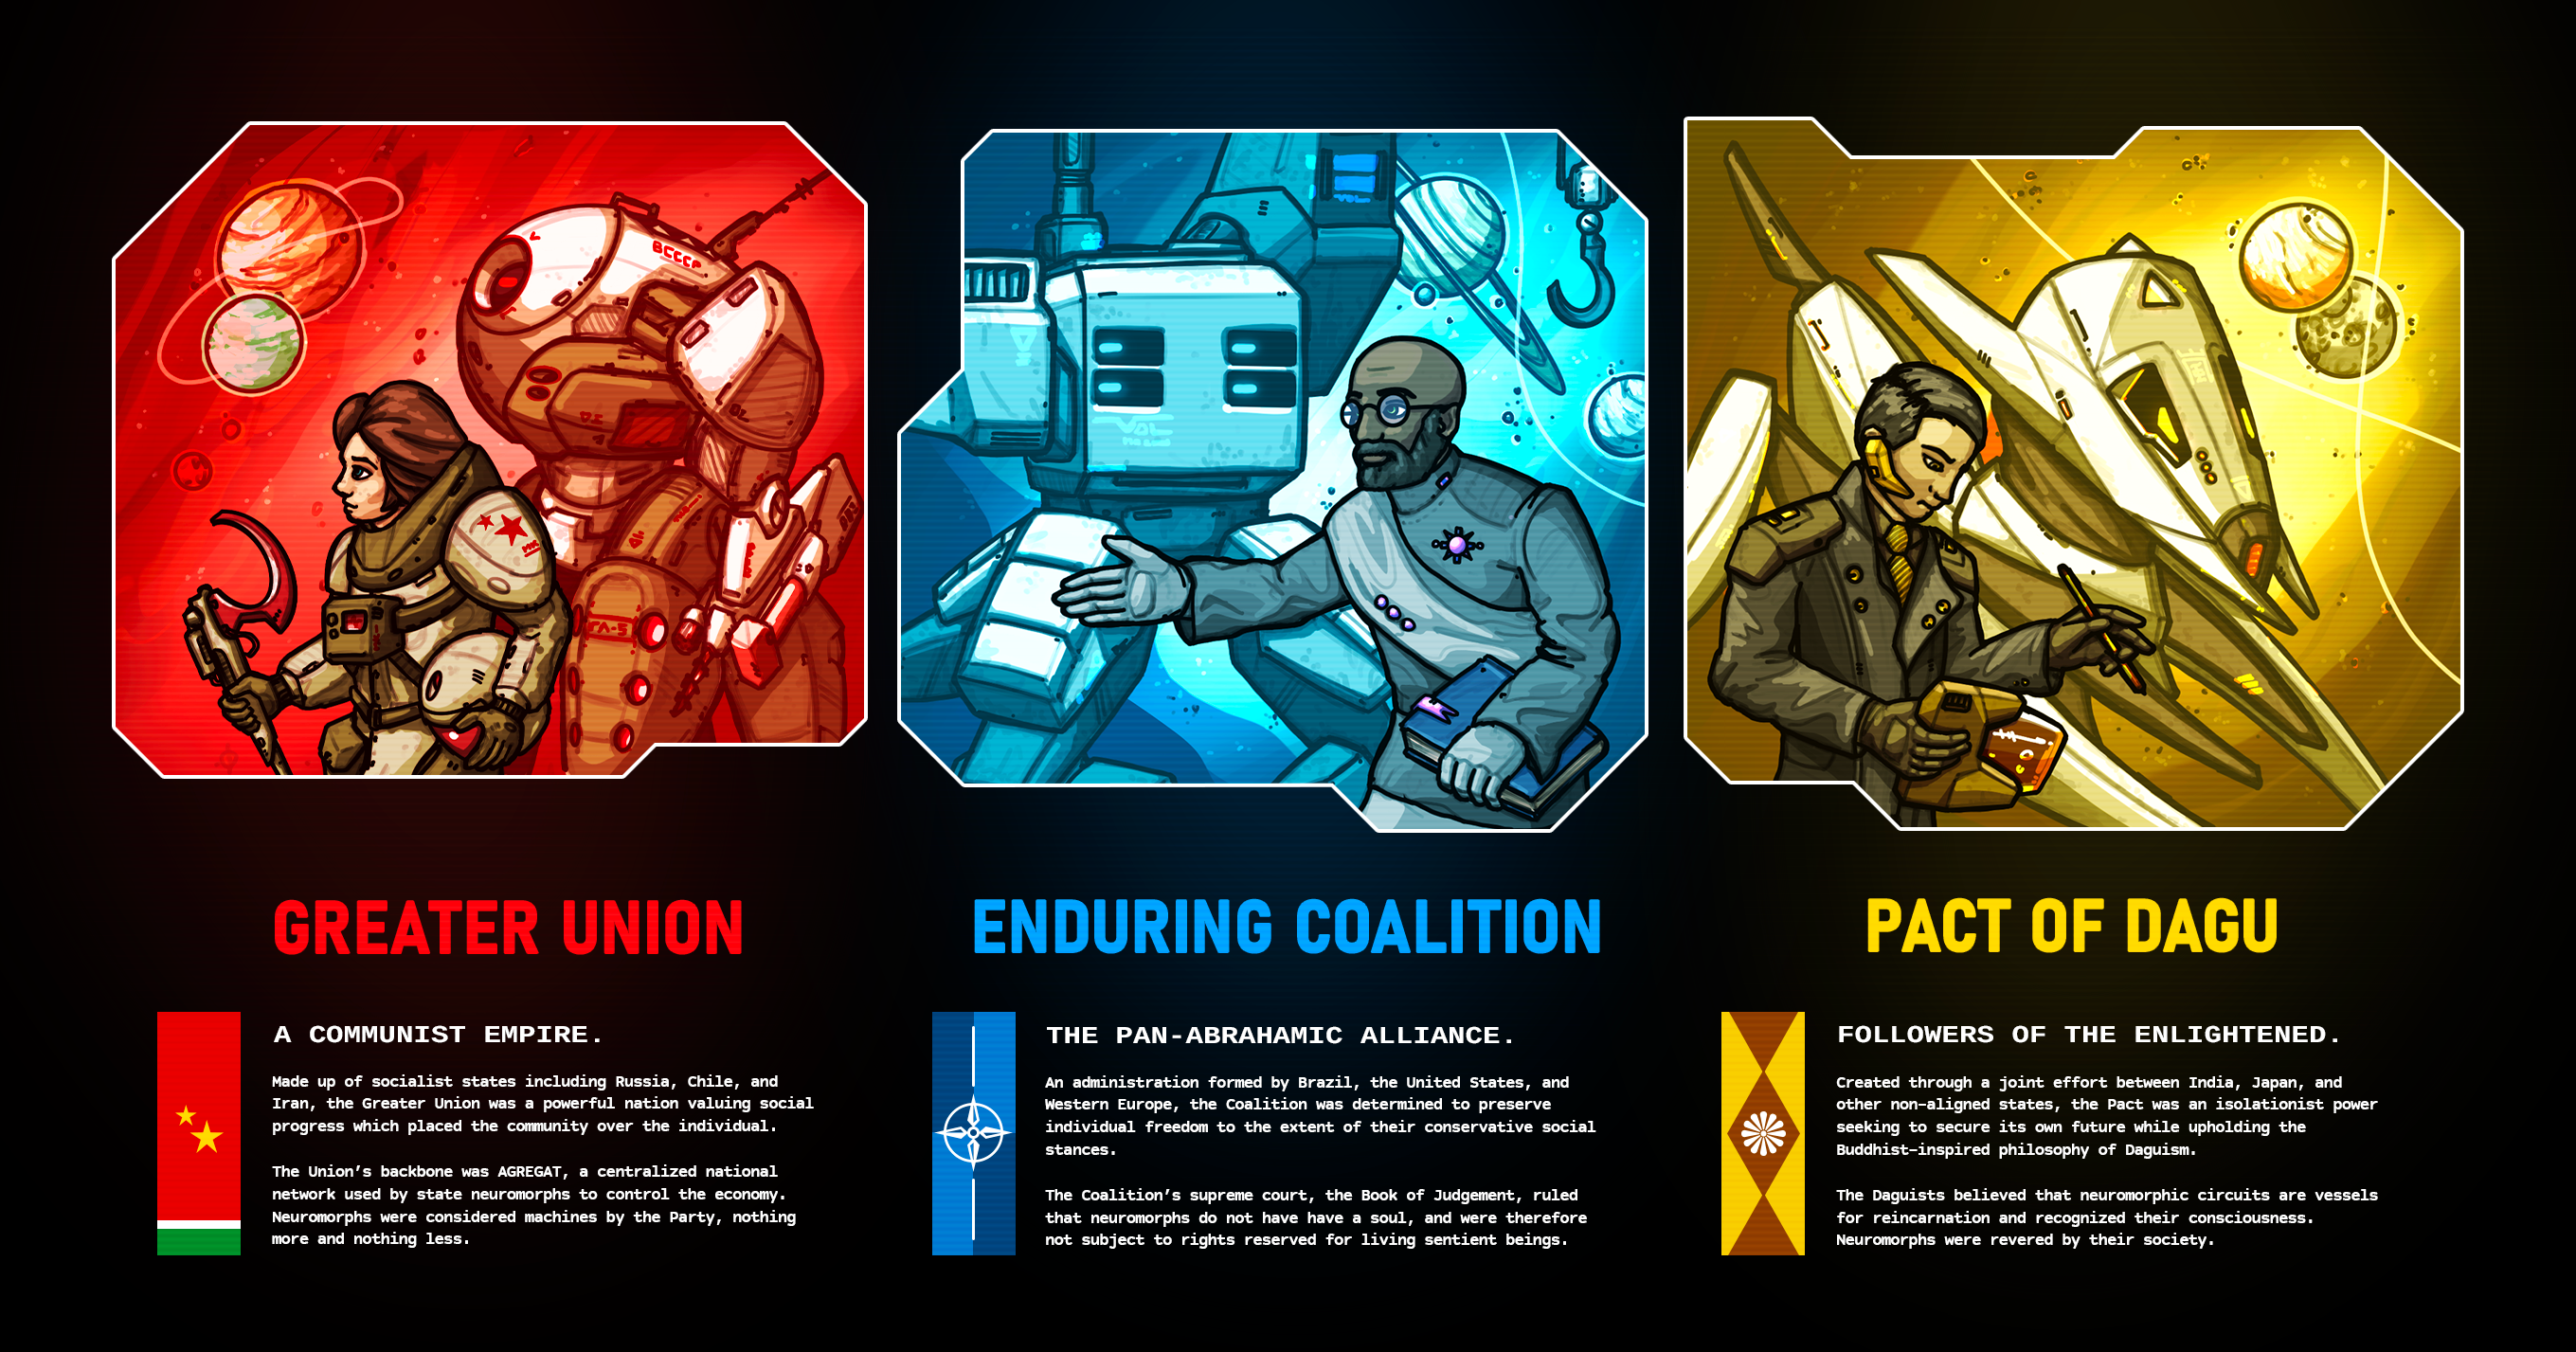 BCCCP
ГЛ-5
GREATER UNION
A COMMUNIST EMPIRE.
Made up of socialist states including Russia, Chile, and
Iran, the Greater Union was a powerful nation valuing social
progress which placed the community over the individual.
The Union’s backbone was AGREGAT, a centralized national
network used by state neuromorphs to control the economy.
Neuromorphs were considered machines by the Party, nothing
more and nothing less.
ENDURING COALITION
THE PAN-ABRAHAMIC ALLIANCE.
An administration formed by Brazil, the United States, and
Western Europe, the Coalition was determined to preserve
individual freedom to the extent of their conservative social
stances.
The Coalition’s supreme court, the Book of Judgement, ruled
that neuromorphs do not have have a soul, and were therefore
not subject to rights reserved for living sentient beings.
PACT OF DAGU
FOLLOWERS OF THE ENLIGHTENED.
Created through a joint effort between India, Japan, and
other non-aligned states, the Pact was an isolationist power
seeking to secure its own future while upholding the
Buddhist-inspired philosophy of Daguism.
The Daguists believed that neuromorphic circuits are vessels
for reincarnation and recognized their consciousness.
Neuromorphs were revered by their society.